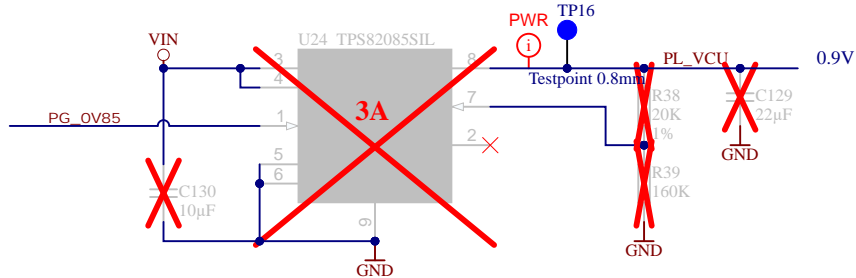 PWR
TP16
VIN
U24 TPS82085SIL
3
8
PL_VCU
0.9V
4
Testpoint 0.8mm
3A
7
R38
C129
20K
22µF
PG_0V85
1
1%
2
GND
5
6
R39
C130
160K
10µF
9
GND
GND